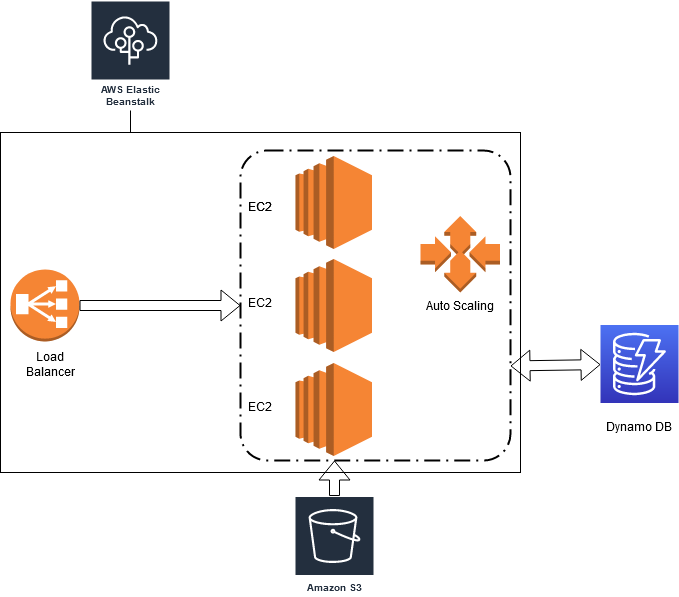 AWS Elastic
Beanstalk
EC2
Auto Scaling
EC2
Load
Balancer
EC2
Dynamo DB
Amazon S3